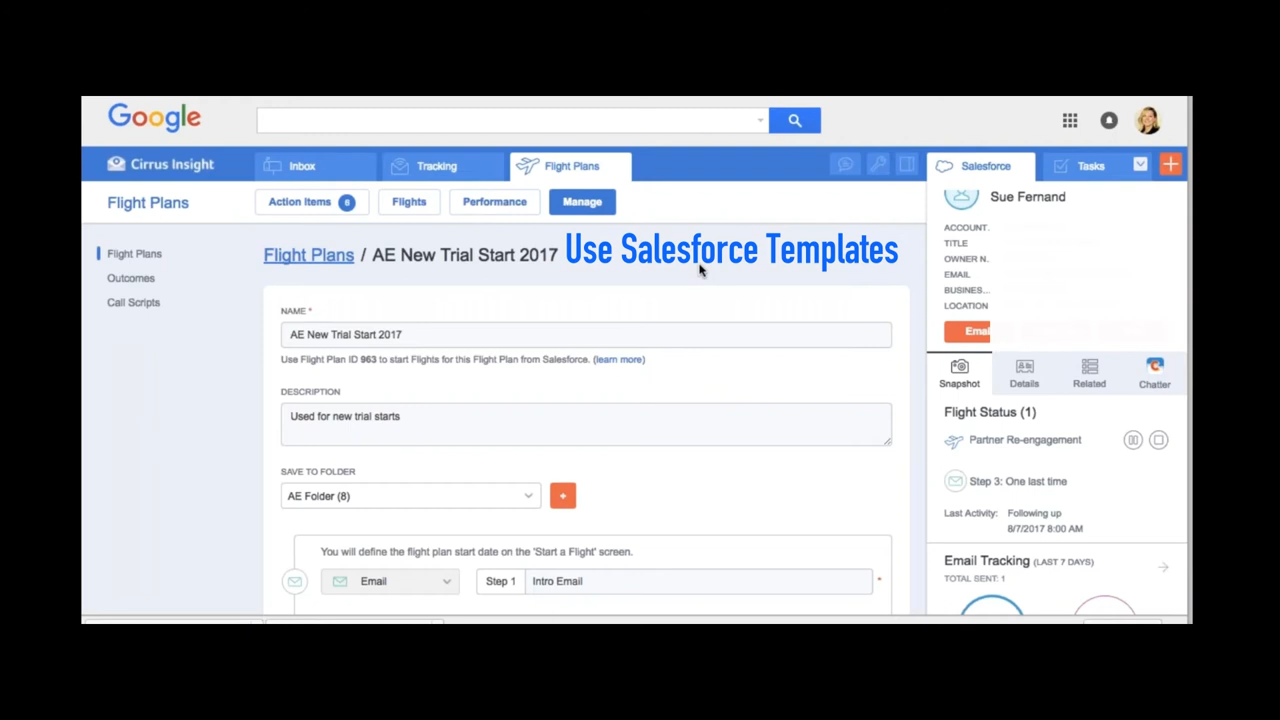 Google
Cirrus Insight
Inbox
Tracking
Flight Plans
Salesforce
Tasks
Flight Plans
Action Items 6
Flights
Performance
Manage
Sue Fernand
Flight Plans
Outcomes
Call Scripts
Flight Plans / AE New Trial Start 2017
Use Salesforce Templates
NAME *
AE New Trial Start 2017
Use Flight Plan ID 963 to start Flights for this Flight Plan from Salesforce. (learn more)
DESCRIPTION
Used for new trial starts
SAVE TO FOLDER
AE Folder (8)
+
You will define the flight plan start date on the 'Start a Flight' screen.
Email
Step 1
Intro Email
*
ACCOUNT.
TITLE
OWNER N.
EMAIL
BUSINES...
LOCATION
Emai
Snapshot
Details
Related
Chatter
Flight Status (1)
Partner Re-engagement
Step 3: One last time
Last Activity: Following up
8/7/2017 8:00 AM
Email Tracking (LAST 7 DAYS)
TOTAL SENT: 1